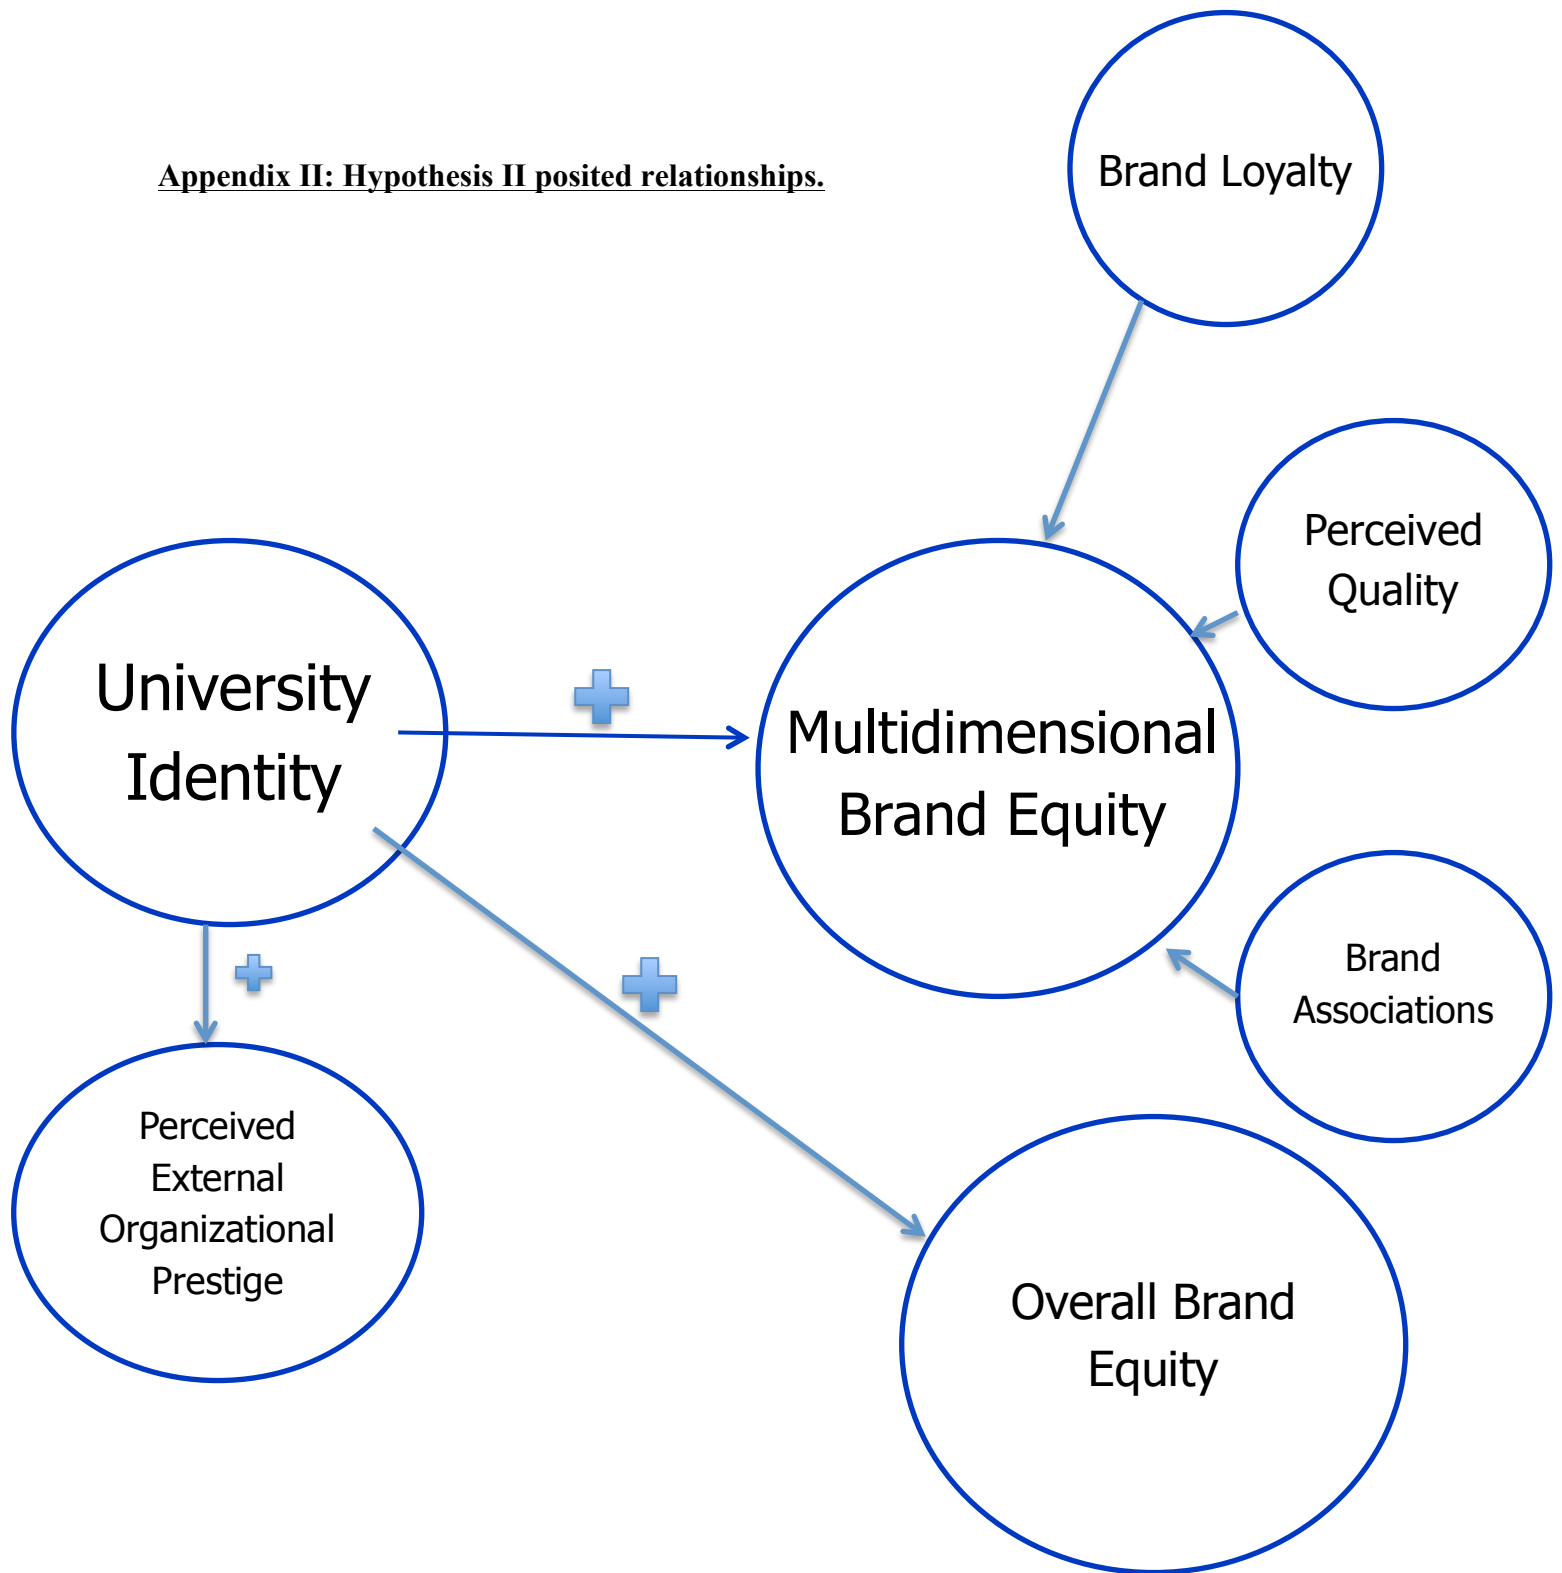 Appendix II: Hypothesis II posited relationships.
Brand Loyalty
Perceived
Quality
University
Identity
Multidimensional
Brand Equity
Brand
Associations
Perceived
External
Organizational
Prestige
Overall Brand
Equity